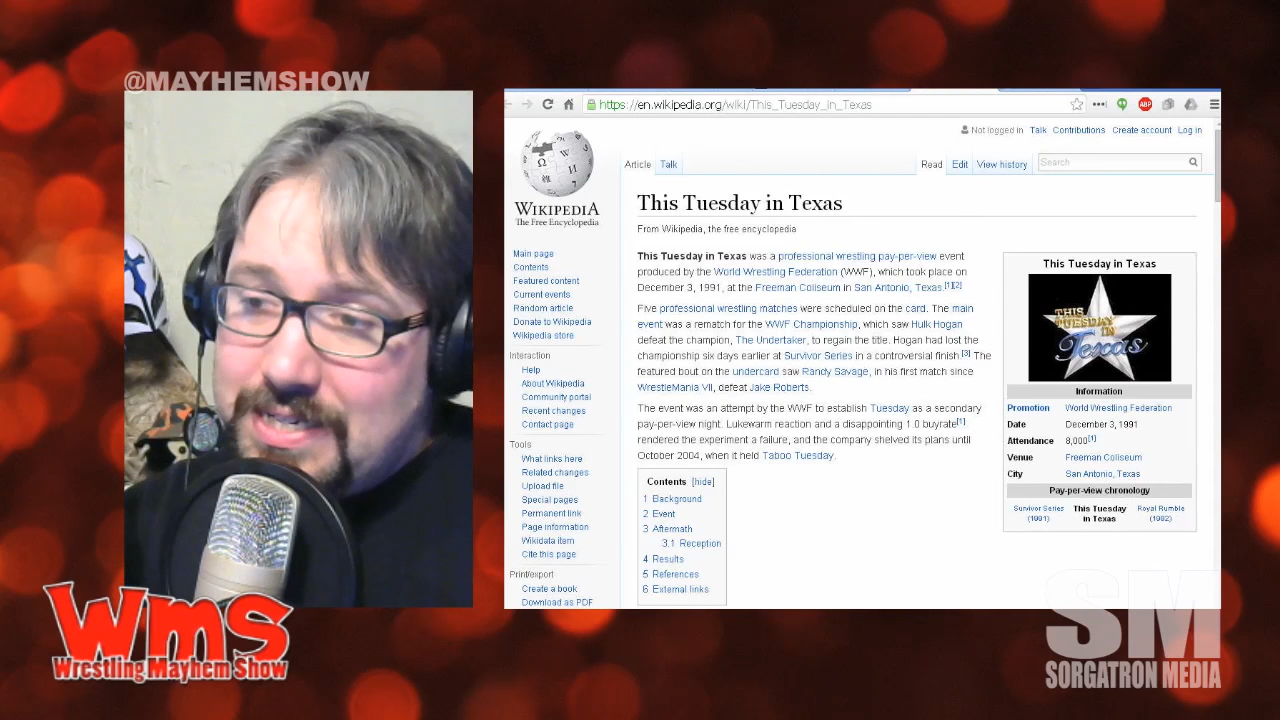 @MAYHEMSHOW
https://en.wikipedia.org/wiki/This_Tuesday_in_Texas
ABP
Not logged in Talk Contributions Create account Log in
Article Talk
Read Edit View history
Search
WIKIPEDIA
The Free Encyclopedia
Main page
Contents
Featured content
Current events
Random article
Donate to Wikipedia
Wikipedia store
Interaction
Help
About Wikipedia
Community portal
Recent changes
Contact page
Tools
What links here
Related changes
Upload file
Special pages
Permanent link
Page information
Wikidata item
Cite this page
Print/export
Create a book
Download as PDF
This Tuesday in Texas
From Wikipedia, the free encyclopedia
This Tuesday in Texas was a professional wrestling pay-per-view event
produced by the World Wrestling Federation (WWF), which took place on
December 3, 1991, at the Freeman Coliseum in San Antonio, Texas.[1][2]
Five professional wrestling matches were scheduled on the card. The main
event was a rematch for the WWF Championship, which saw Hulk Hogan
defeat the champion, The Undertaker, to regain the title. Hogan had lost the
championship six days earlier at Survivor Series in a controversial finish.[3] The
featured bout on the undercard saw Randy Savage, in his first match since
WrestleMania VII, defeat Jake Roberts.
The event was an attempt by the WWF to establish Tuesday as a secondary
pay-per-view night. Lukewarm reaction and a disappointing 1.0 buyrate[1]
rendered the experiment a failure, and the company shelved its plans until
October 2004, when it held Taboo Tuesday.
Contents [hide]
1 Background
2 Event
3 Aftermath
3.1 Reception
4 Results
5 References
6 External links
This Tuesday in Texas
THIS
TUESDAY
IN
Texas
Information
Promotion World Wrestling Federation
Date December 3, 1991
Attendance 8,000[1]
Venue Freeman Coliseum
City San Antonio, Texas
Pay-per-view chronology
Survivor Series
(1991)
This Tuesday
in Texas
Royal Rumble
(1992)
WMS
Wrestling Mayhem Show
SM
SORGATRON MEDIA